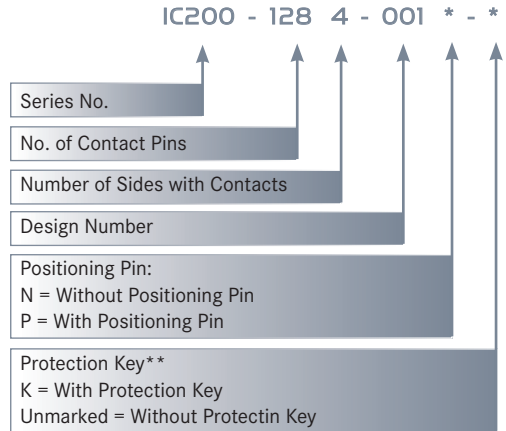 IC200 - 128 4 - 001 * - *
Series No.
No. of Contact Pins
Number of Sides with Contacts
Design Number
Positioning Pin:
N = Without Positioning Pin
P = With Positioning Pin
Protection Key**
K = With Protection Key
Unmarked = Without Protectin Key